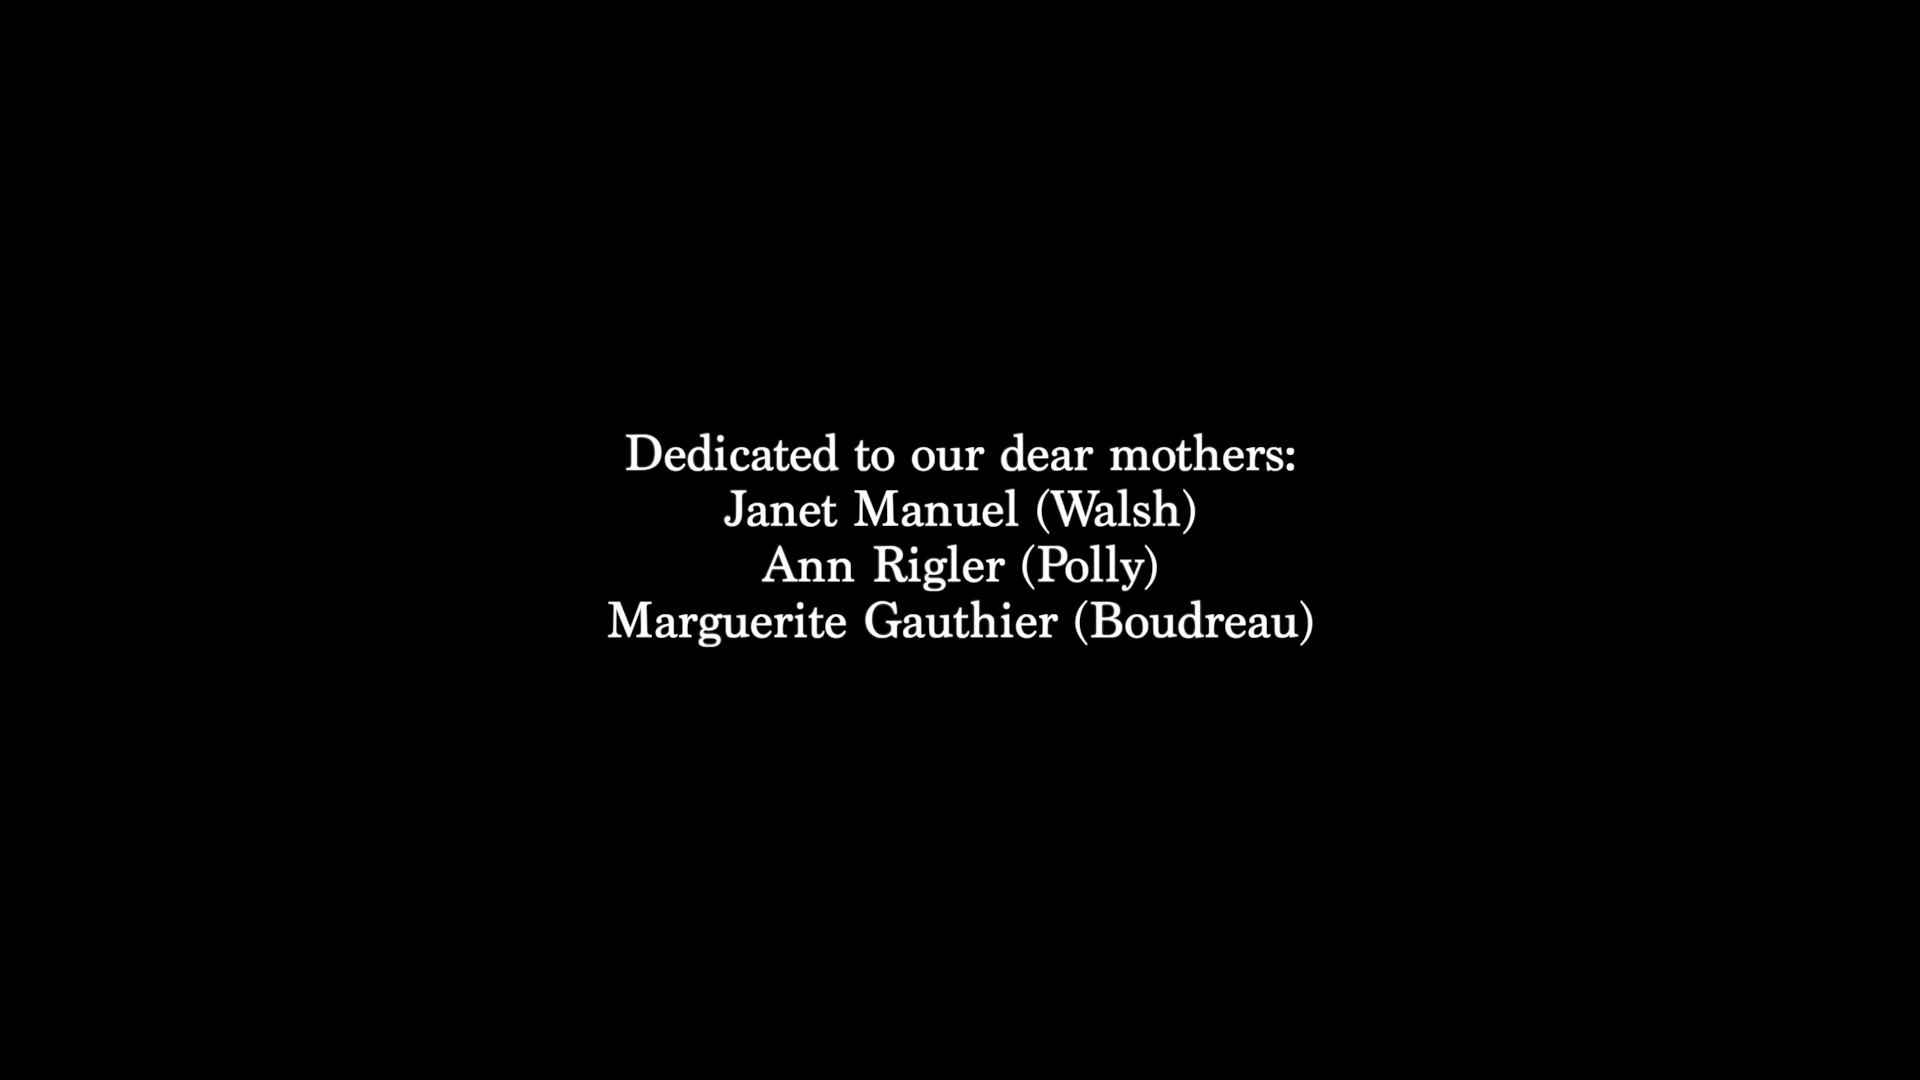 Dedicated to our dear mothers:
Janet Manuel (Walsh)
Ann Rigler (Polly)
Marguerite Gauthier (Boudreau)